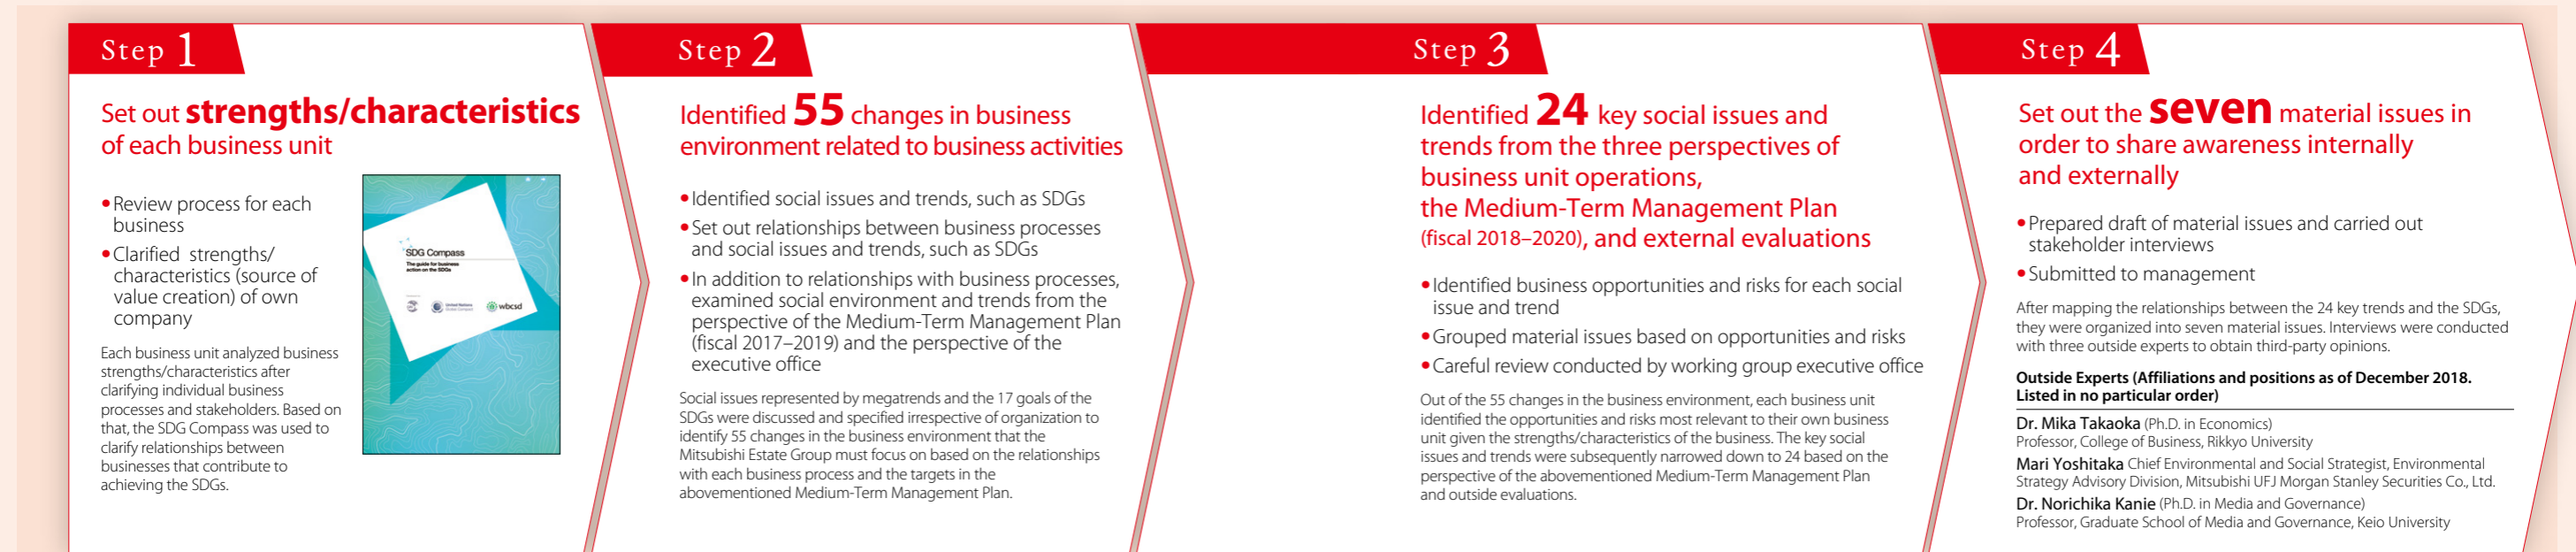 Step 1
Set out strengths/characteristics
of each business unit
•Review process for each
business
•Clarified strengths/
characteristics (source of
value creation) of own
company
Each business unit analyzed business
strengths/characteristics after
clarifying individual business
processes and stakeholders. Based on
that, the SDG Compass was used to
clarify relationships between
businesses that contribute to
achieving the SDGs.
SDG Compass
The guide for business
action on the SDGs
United Nations
Global Compact
wbcsd
Step 2
Identified 55 changes in business
environment related to business activities
•Identified social issues and trends, such as SDGs
•Set out relationships between business processes
and social issues and trends, such as SDGs
•In addition to relationships with business processes,
examined social environment and trends from the
perspective of the Medium-Term Management Plan
(fiscal 2017–2019) and the perspective of the
executive office
Social issues represented by megatrends and the 17 goals of the
SDGs were discussed and specified irrespective of organization to
identify 55 changes in the business environment that the
Mitsubishi Estate Group must focus on based on the relationships
with each business process and the targets in the
abovementioned Medium-Term Management Plan.
Step 3
Identified 24 key social issues and
trends from the three perspectives of
business unit operations,
the Medium-Term Management Plan
(fiscal 2018–2020), and external evaluations
•Identified business opportunities and risks for each social
issue and trend
•Grouped material issues based on opportunities and risks
•Careful review conducted by working group executive office
Out of the 55 changes in the business environment, each business unit
identified the opportunities and risks most relevant to their own business
unit given the strengths/characteristics of the business. The key social
issues and trends were subsequently narrowed down to 24 based on the
perspective of the abovementioned Medium-Term Management Plan
and outside evaluations.
Step 4
Set out the seven material issues in
order to share awareness internally
and externally
•Prepared draft of material issues and carried out
stakeholder interviews
•Submitted to management
After mapping the relationships between the 24 key trends and the SDGs,
they were organized into seven material issues. Interviews were conducted
with three outside experts to obtain third-party opinions.
Outside Experts (Affiliations and positions as of December 2018.
Listed in no particular order)
Dr. Mika Takaoka (Ph.D. in Economics)
Professor, College of Business, Rikkyo University
Mari Yoshitaka Chief Environmental and Social Strategist, Environmental
Strategy Advisory Division, Mitsubishi UFJ Morgan Stanley Securities Co., Ltd.
Dr. Norichika Kanie (Ph.D. in Media and Governance)
Professor, Graduate School of Media and Governance, Keio University